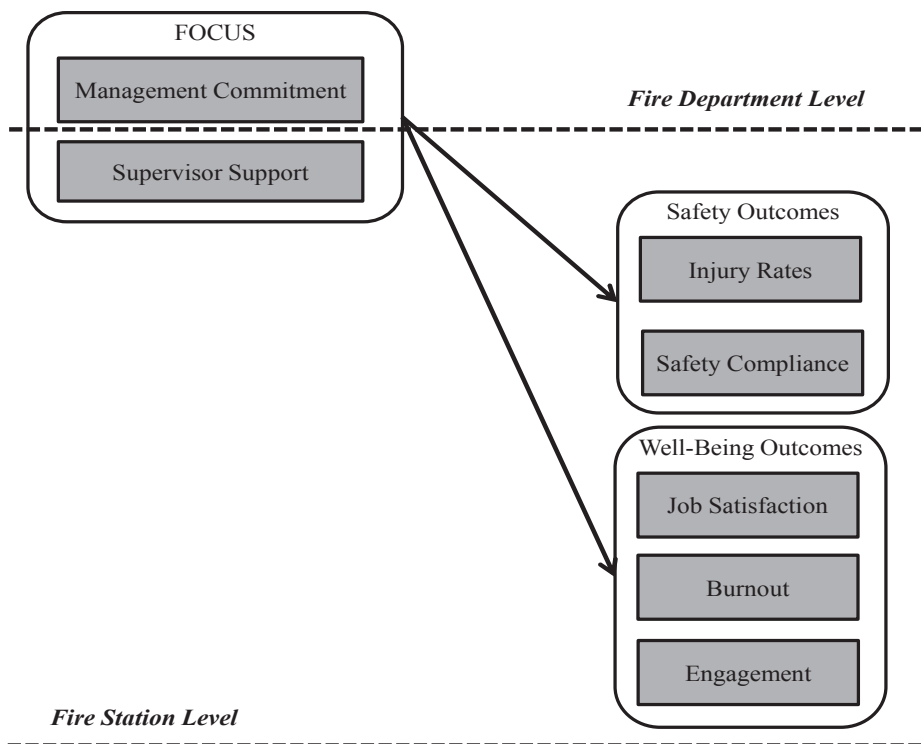 FOCUS
Management Commitment
Fire Department Level
Supervisor Support
Safety Outcomes
Injury Rates
Safety Compliance
Well-Being Outcomes
Job Satisfaction
Burnout
Engagement
Fire Station Level